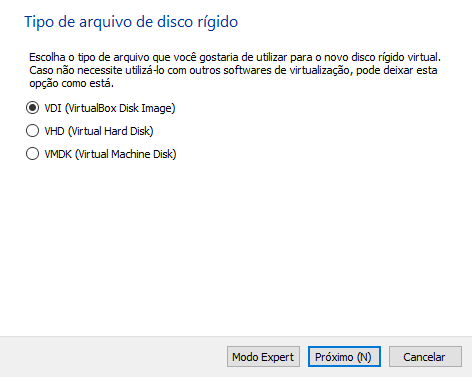 Tipo de arquivo de disco rígido
Escolha o tipo de arquivo que você gostaria de utilizar para o novo disco rígido virtual.
Caso não necessite utilizá-lo com outros softwares de virtualização, pode deixar esta
opção como está.
VDI (VirtualBox Disk Image)
VHD (Virtual Hard Disk)
VMDK (Virtual Machine Disk)
Modo Expert
Próximo (N)
Cancelar